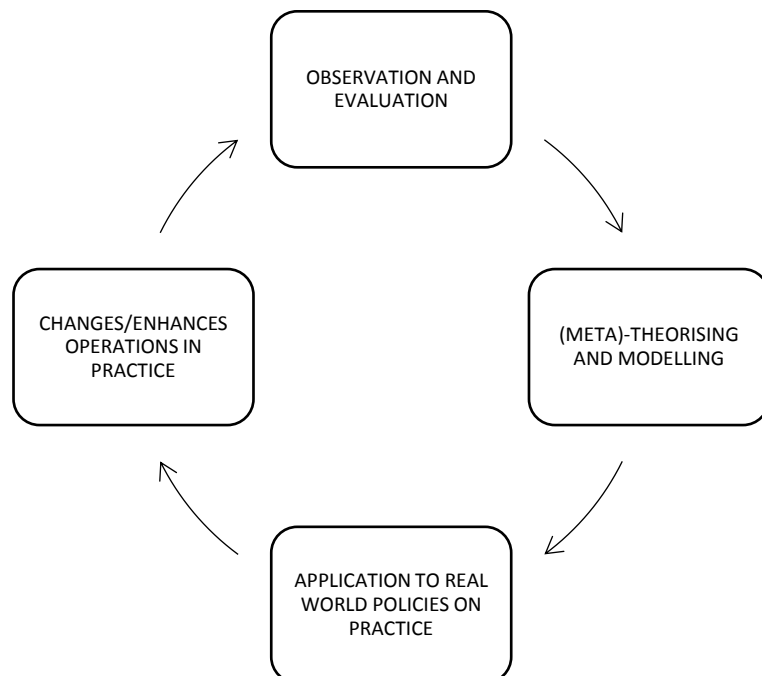 OBSERVATION AND
EVALUATION
(META)-THEORISING
AND MODELLING
APPLICATION TO REAL
WORLD POLICIES ON
PRACTICE
CHANGES/ENHANCES
OPERATIONS IN
PRACTICE